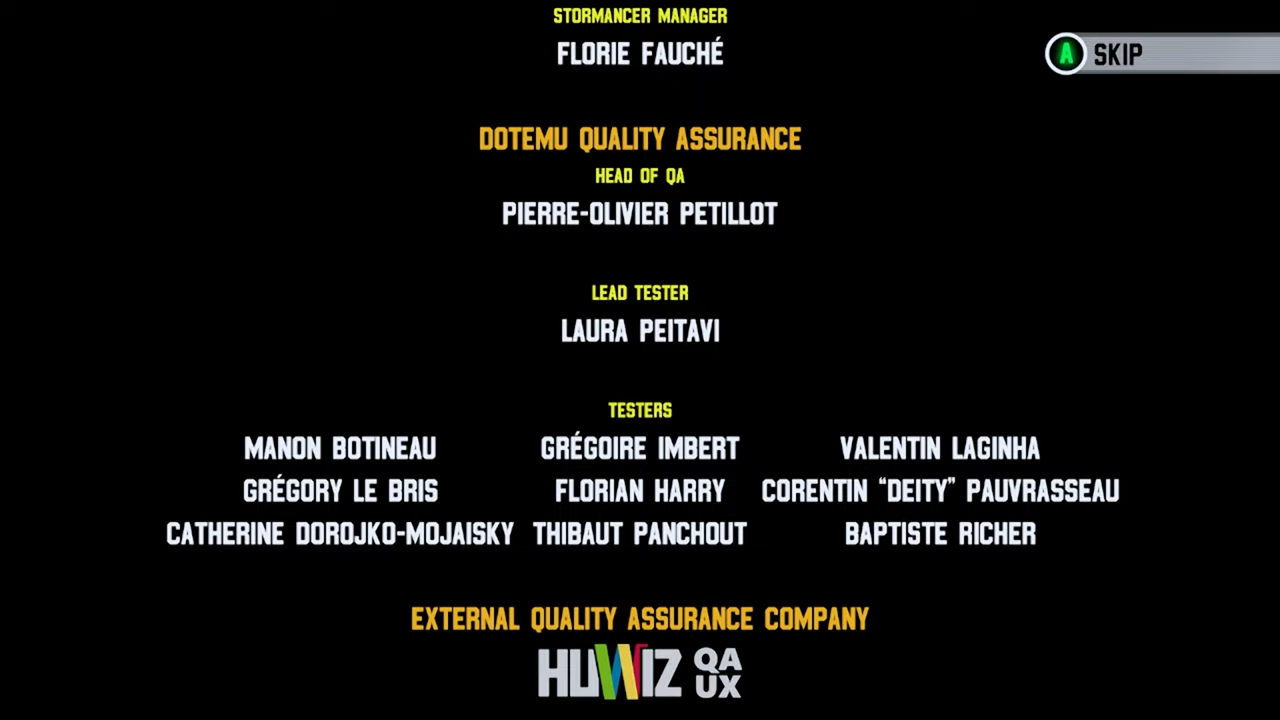 STORMANCER MANAGER
FLORIE FAUCHÉ
A SKIP
DOTEMU QUALITY ASSURANCE
HEAD OF QA
PIERRE-OLIVIER PETILLOT
LEAD TESTER
LAURA PEITAVI
TESTERS
MANON BOTINEAU GRÉGOIRE IMBERT VALENTIN LAGINHA
GRÉGORY LE BRIS FLORIAN HARRY CORENTIN “DEITY” PAUVRASSEAU
CATHERINE DOROJKO-MOJAISKY THIBAUT PANCHOUT BAPTISTE RICHER
EXTERNAL QUALITY ASSURANCE COMPANY
HUWIZ QA UX